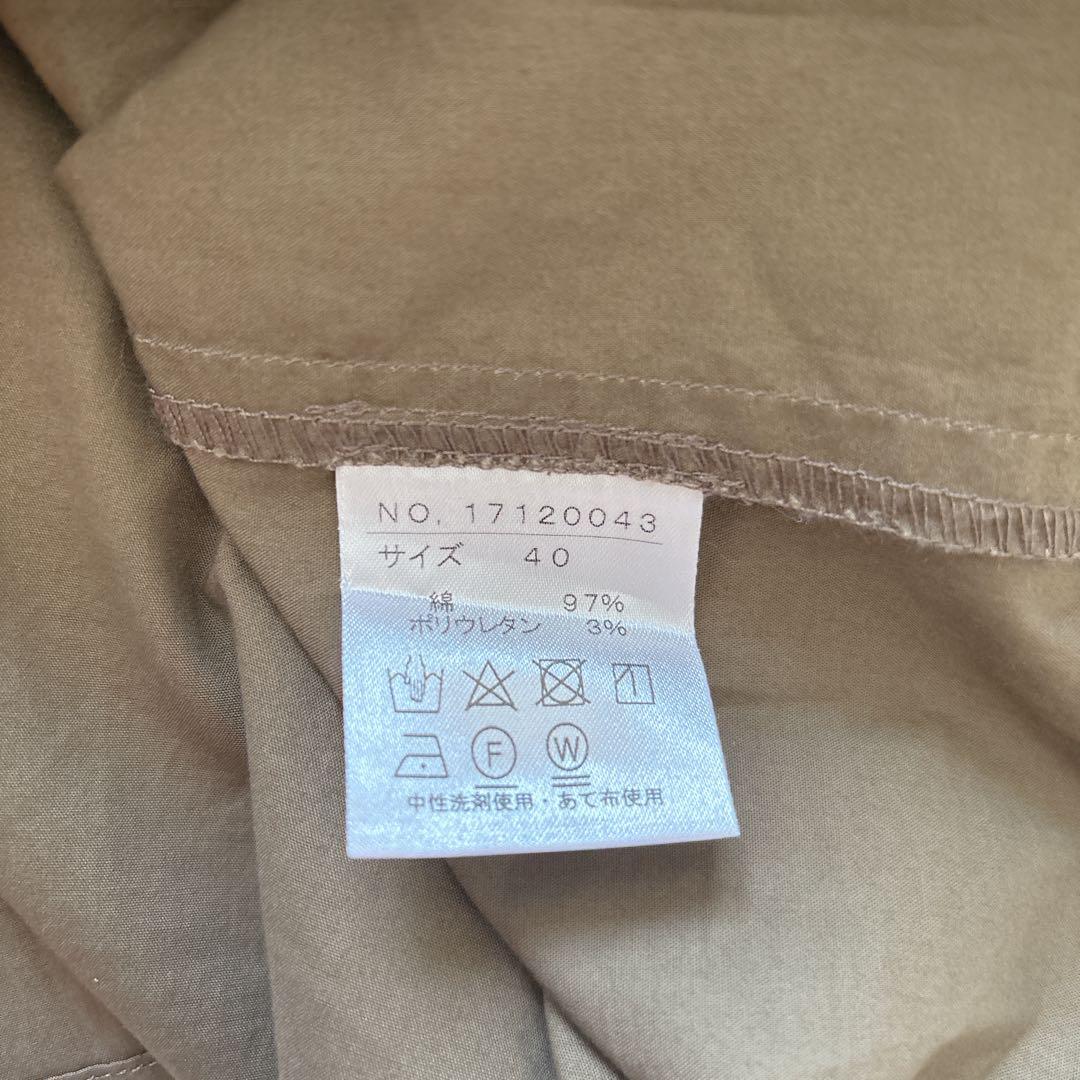 NO. 17120043
サイズ 40
綿 97%
ポリウレタン 3%
F W
中性洗剤使用・あて布使用